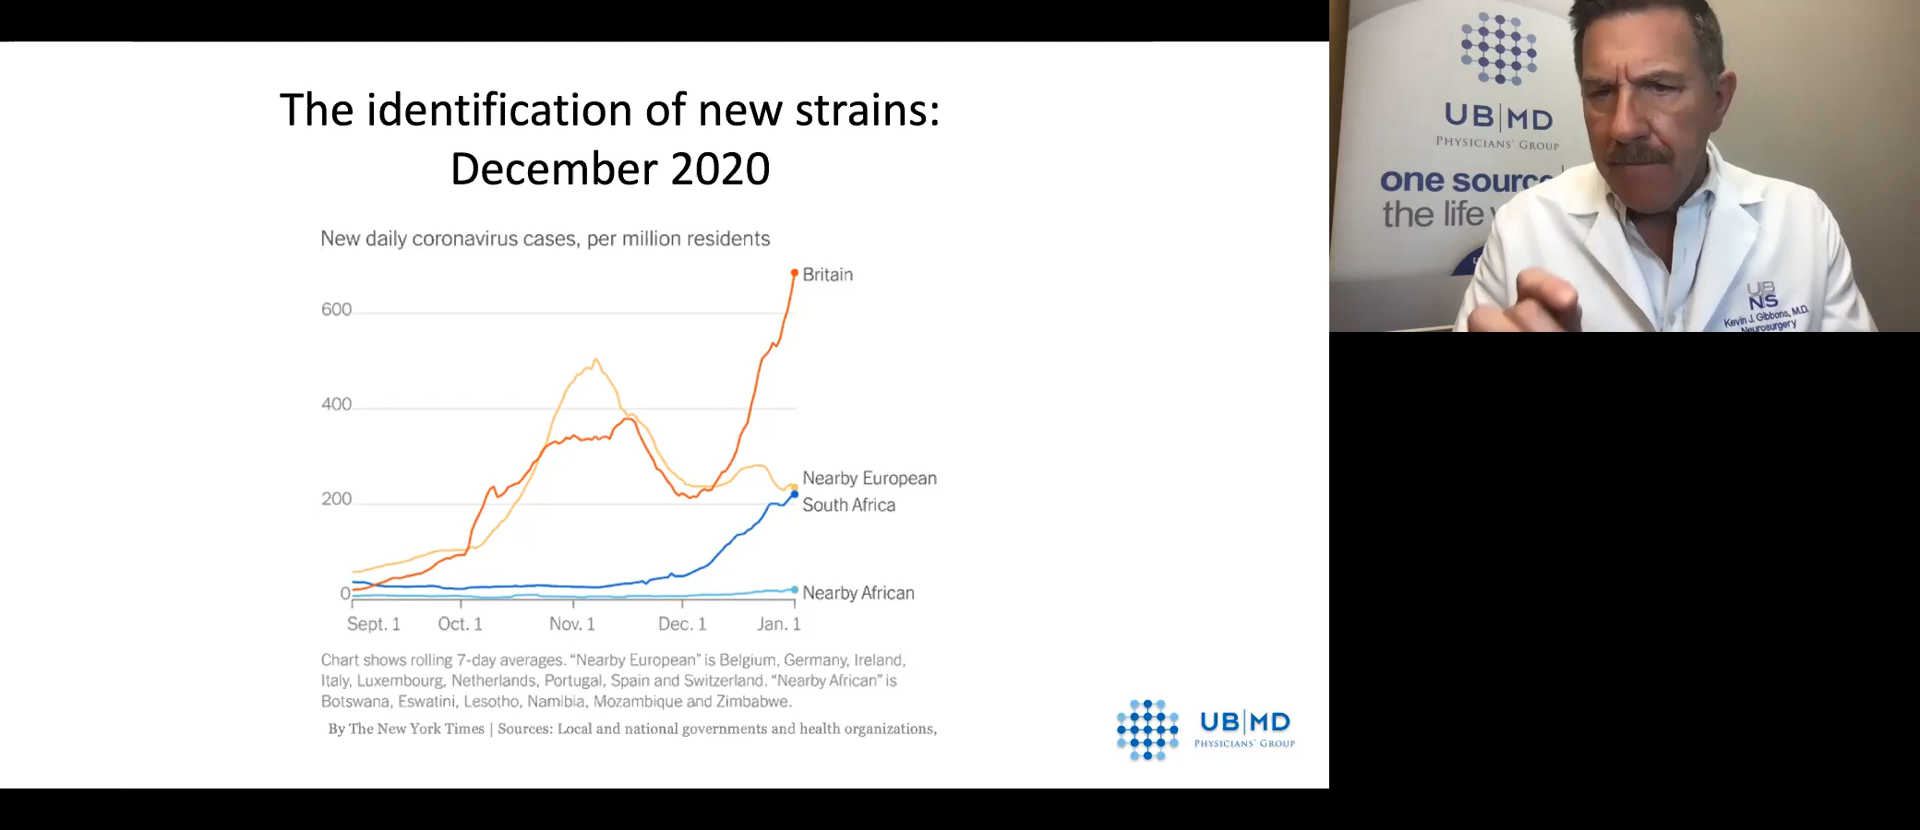 The identification of new strains:
December 2020
New daily coronavirus cases, per million residents
600
400
200
0
Britain
Nearby European
South Africa
Nearby African
Sept. 1 Oct. 1 Nov. 1 Dec. 1 Jan. 1
Chart shows rolling 7-day averages. “Nearby European” is Belgium, Germany, Ireland,
Italy, Luxembourg, Netherlands, Portugal, Spain and Switzerland. “Nearby African” is
Botswana, Eswatini, Lesotho, Namibia, Mozambique and Zimbabwe.
By The New York Times | Sources: Local and national governments and health organizations,
UB|MD
PHYSICIANS' GROUP
UB|MD
PHYSICIANS' GROUP
one source
the life
UB
NS
Kevin J. Gibbons, M.D.
Neurosurgery